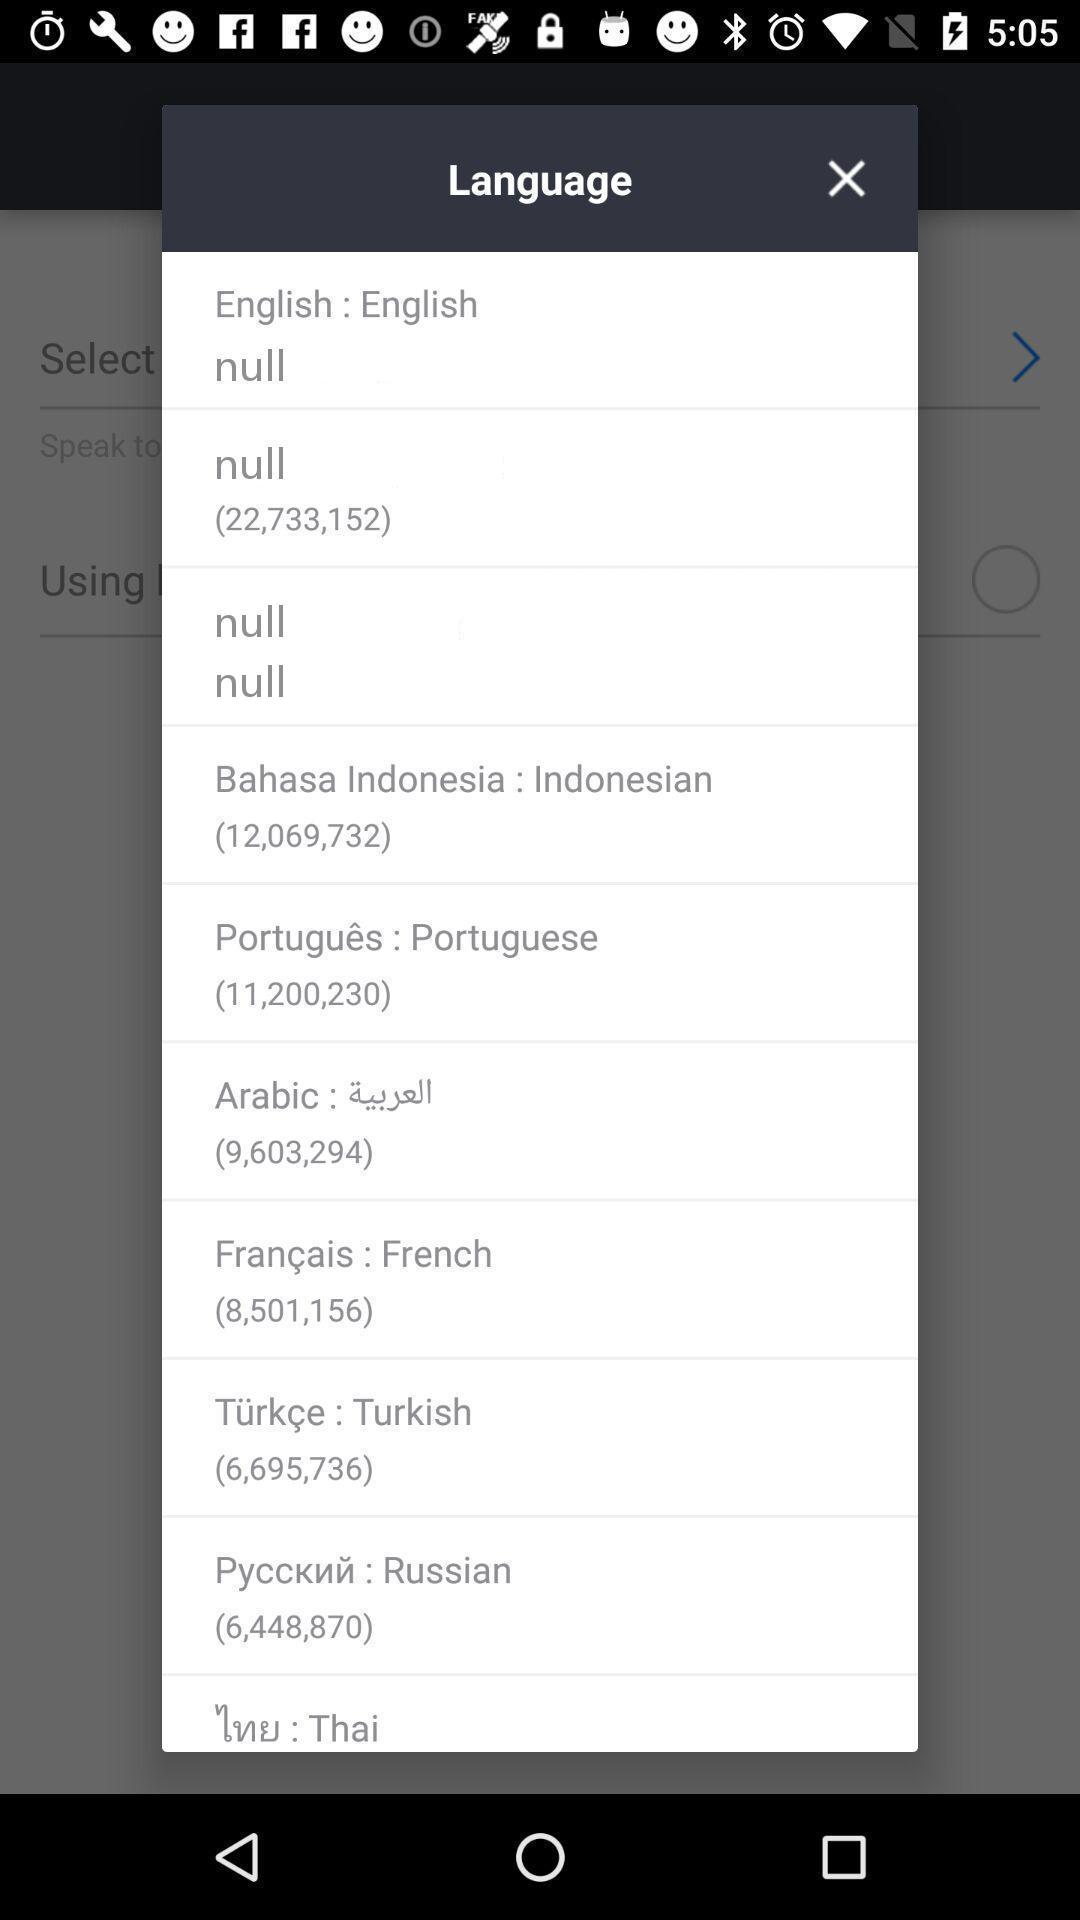 FAKE
5:05
Language
Select
Speak to
Using
English : English
null
null
(22,733,152)
null
null
Bahasa Indonesia : Indonesian
(12,069,732)
Português : Portuguese
(11,200,230)
Arabic : العربية
(9,603,294)
Français : French
(8,501,156)
Türkçe : Turkish
(6,695,736)
Русский : Russian
(6,448,870)
ไทย : Thai